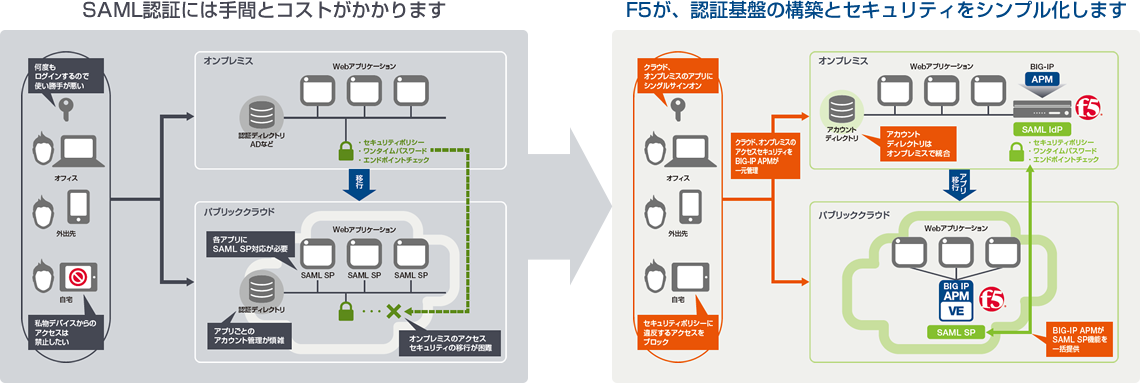 SAML認証には手間とコストがかかります
何度も
ログインするので
使い勝手が悪い
オフィス
外出先
自宅
私物デバイスからの
アクセスは
禁止したい
オンプレミス
Webアプリケーション
認証ディレクトリ
ADなど
・セキュリティポリシー
・ワンタイムパスワード
・エンドポイントチェック
移行
パブリッククラウド
各アプリに
SAML SP対応が必要
Webアプリケーション
SAML SP
SAML SP
SAML SP
認証ディレクトリ
アプリごとの
アカウント管理が煩雑
オンプレミスのアクセス
セキュリティの移行が困難
F5が、認証基盤の構築とセキュリティをシンプル化します
クラウド、
オンプレミスのアプリに
シングルサインオン
オフィス
外出先
自宅
セキュリティポリシーに
違反するアクセスを
ブロック
クラウド、オンプレミスの
アクセスセキュリティを
BIG-IP APMが
一元管理
オンプレミス
Webアプリケーション
BIG-IP
APM
f5
アカウント
ディレクトリ
アカウント
ディレクトリは
オンプレミスで統合
SAML IdP
・セキュリティポリシー
・ワンタイムパスワード
・エンドポイントチェック
アプリ
移行
パブリッククラウド
Webアプリケーション
BIG IP
APM
VE
f5
SAML SP
BIG-IP APMが
SAML SP機能を
一括提供